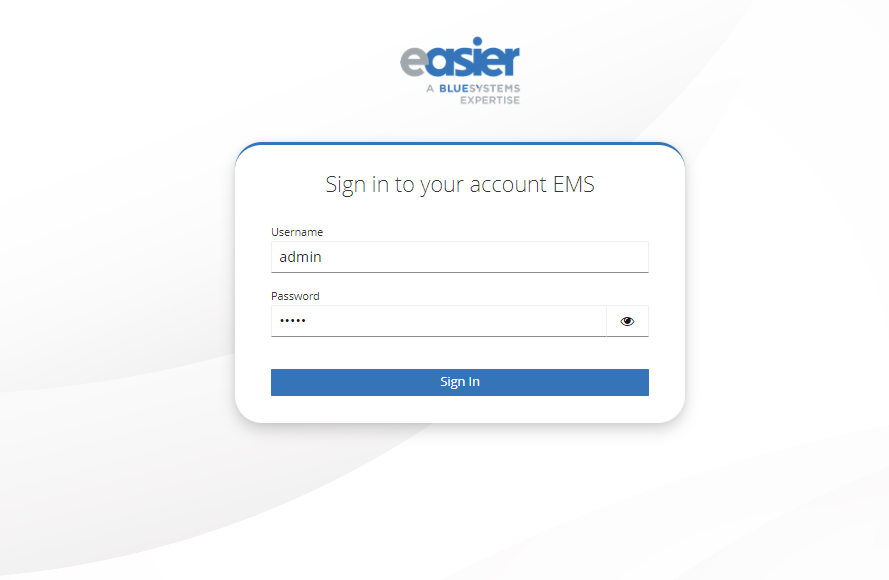 easier
A BLUESYSTEMS
EXPERTISE
Sign in to your account EMS
Username
admin
Password
•••••
Sign In